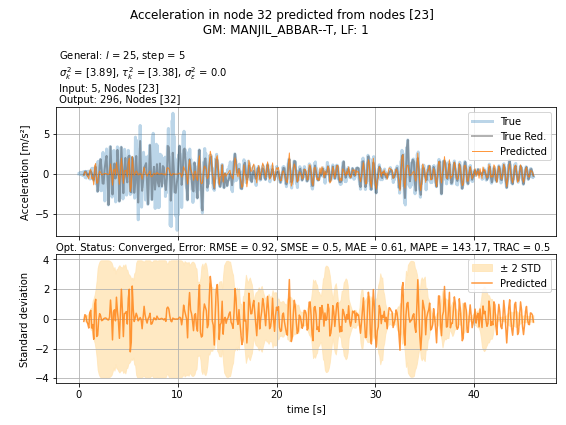 Acceleration in node 32 predicted from nodes [23]
GM: MANJIL_ABBAR--T, LF: 1
General: l = 25, step = 5
σ²ₖ = [3.89], τ²ₖ = [3.38], σ²ε = 0.0
Input: 5, Nodes [23]
Output: 296, Nodes [32]
Acceleration [m/s²]
5
0
−5
True
True Red.
Predicted
Opt. Status: Converged, Error: RMSE = 0.92, SMSE = 0.5, MAE = 0.61, MAPE = 143.17, TRAC = 0.5
Standard deviation
4
2
0
−2
−4
± 2 STD
Predicted
0
10
20
30
40
time [s]